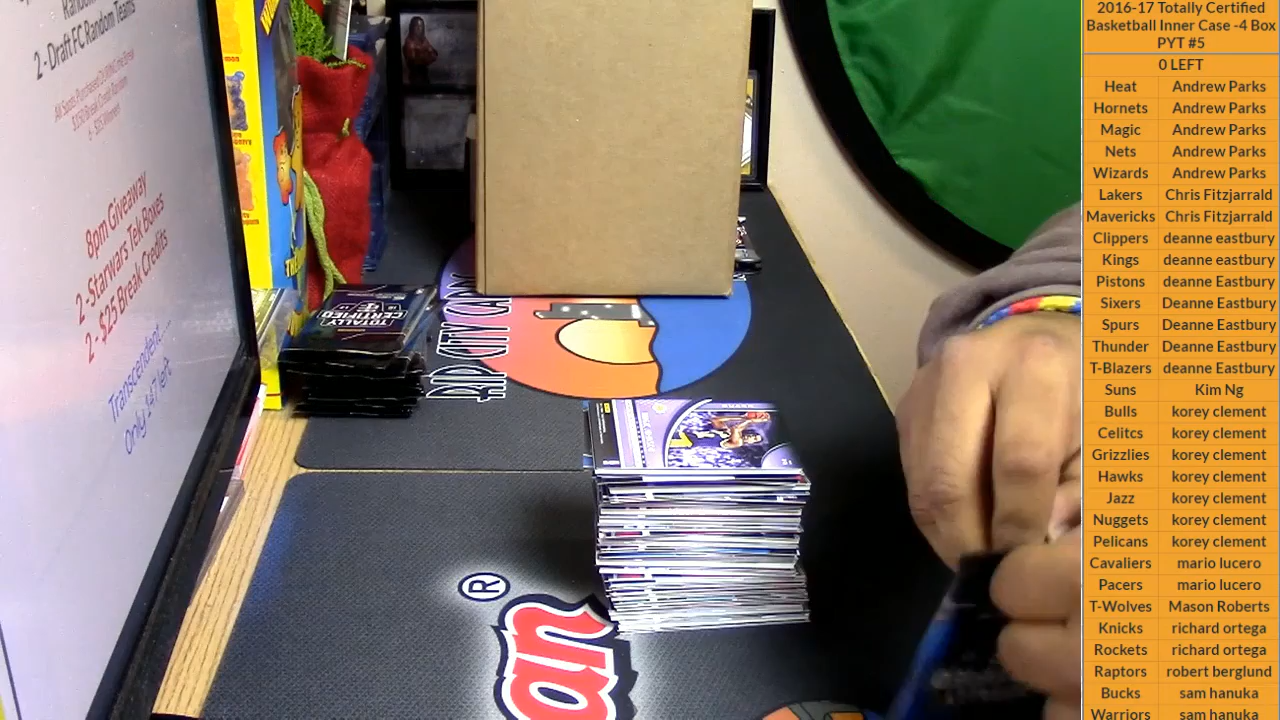 Random
2- Draft FC Random Teams
8pm Giveaway
2 -Starwars Tek Boxes
2- $25 Break Credits
Transcendent
Only 147 left
TOTALLY
CERTIFIED
RIP CITY CARDS
®
an
2016-17 Totally Certified
Basketball Inner Case -4 Box
PYT #5
0 LEFT
Heat Andrew Parks
Hornets Andrew Parks
Magic Andrew Parks
Nets Andrew Parks
Wizards Andrew Parks
Lakers Chris Fitzjarrald
Mavericks Chris Fitzjarrald
Clippers deanne eastbury
Kings deanne eastbury
Pistons deanne Eastbury
Sixers Deanne Eastbury
Spurs Deanne Eastbury
Thunder Deanne Eastbury
T-Blazers deanne Eastbury
Suns Kim Ng
Bulls korey clement
Celitcs korey clement
Grizzlies korey clement
Hawks korey clement
Jazz korey clement
Nuggets korey clement
Pelicans korey clement
Cavaliers mario lucero
Pacers mario lucero
T-Wolves Mason Roberts
Knicks richard ortega
Rockets richard ortega
Raptors robert berglund
Bucks sam hanuka
Warriors sam hanuka